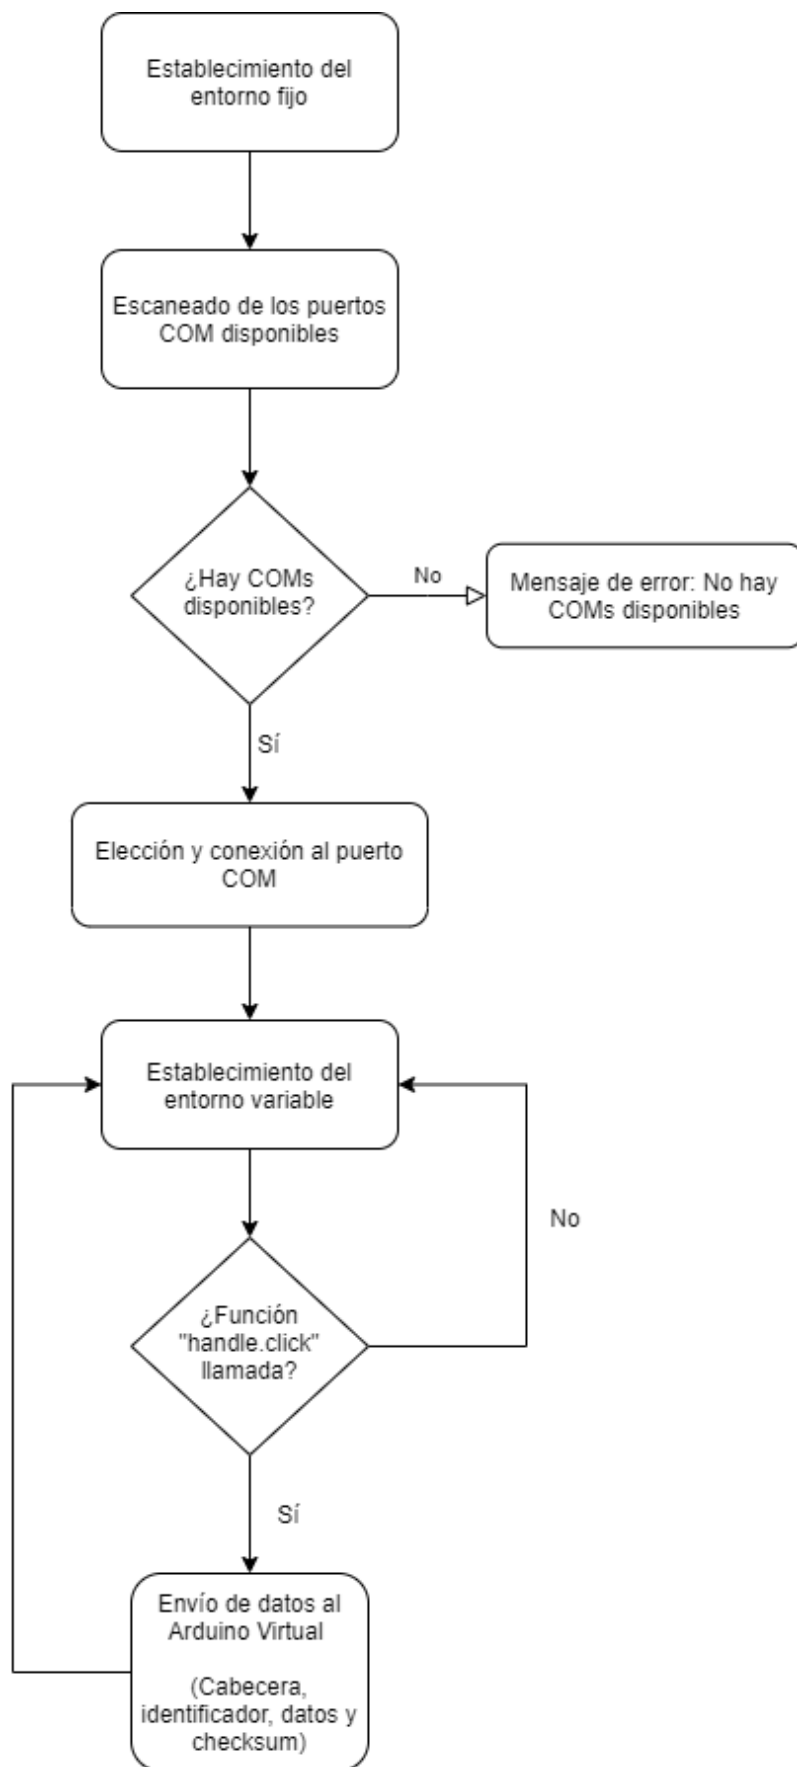 Establecimiento del
entorno fijo
Escaneado de los puertos
COM disponibles
¿Hay COMs
disponibles?
No
Mensaje de error: No hay
COMs disponibles
Sí
Elección y conexión al puerto
COM
Establecimiento del
entorno variable
No
¿Función
"handle.click"
llamada?
Sí
Envío de datos al
Arduino Virtual
(Cabecera,
identificador, datos y
checksum)